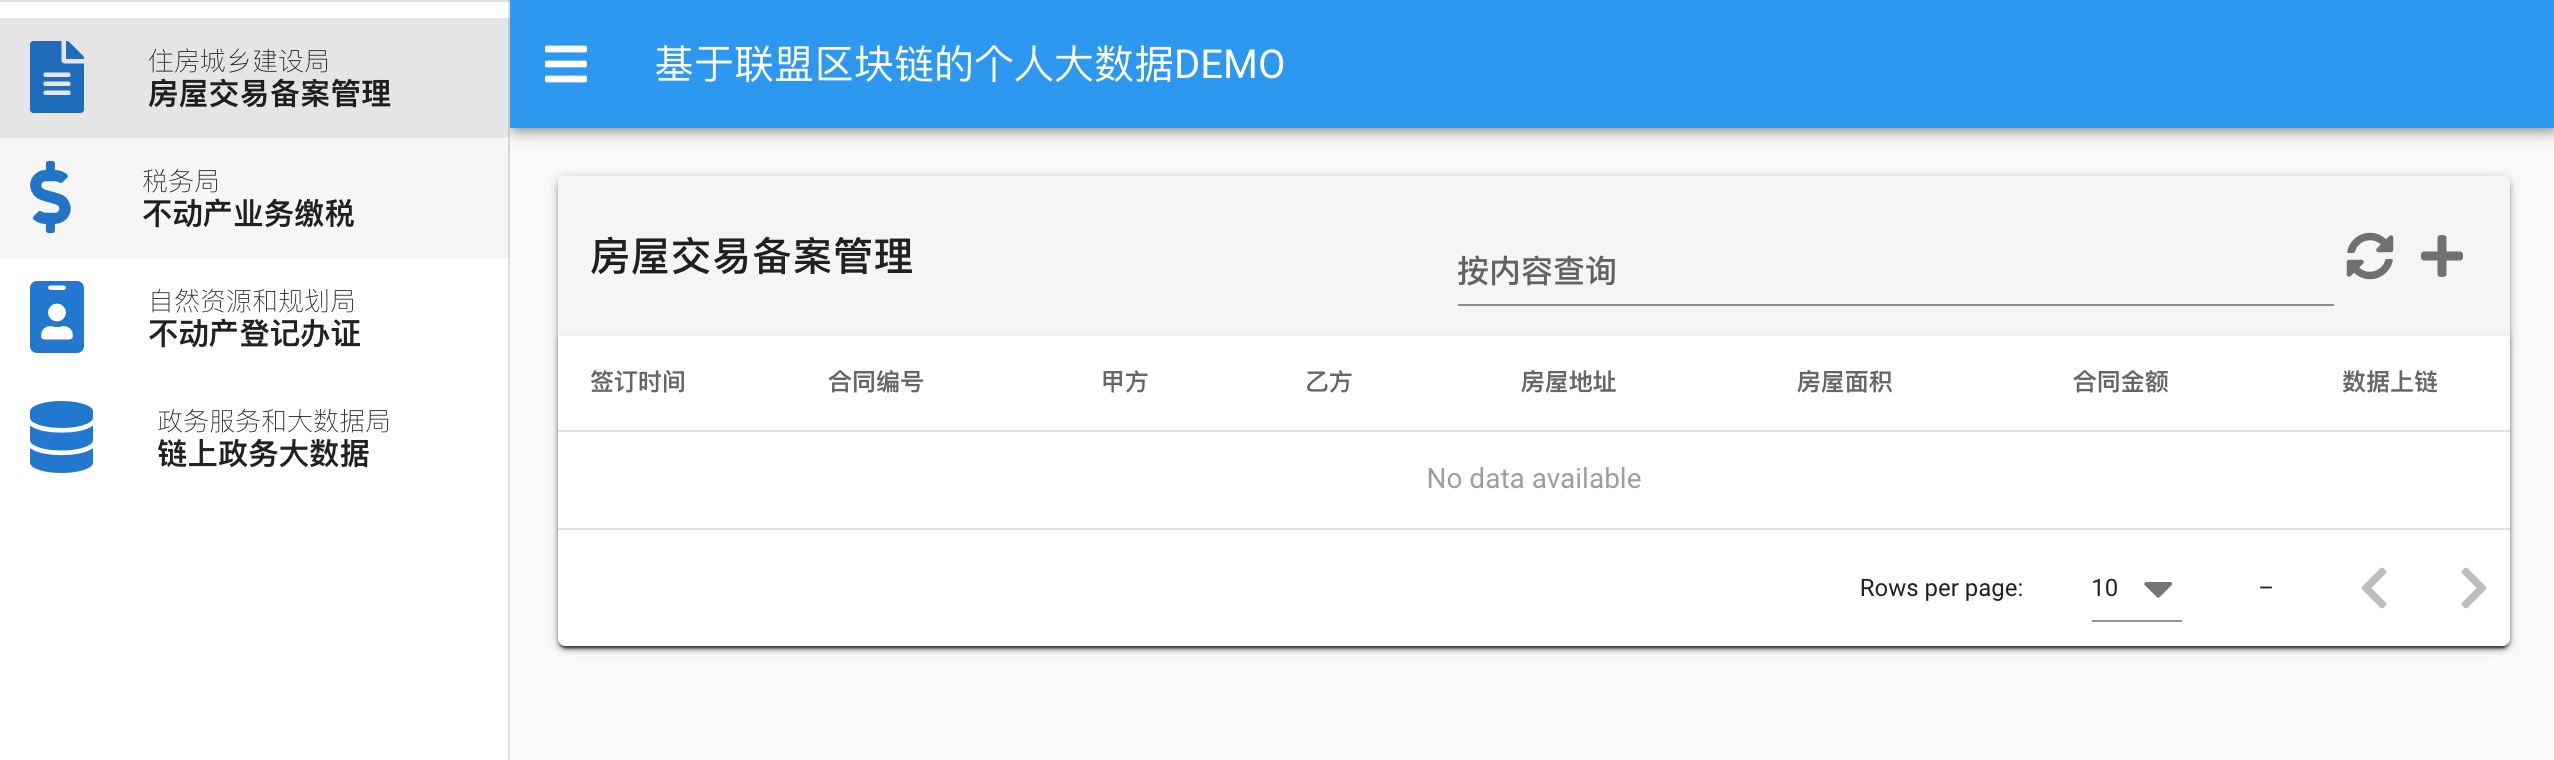 住房城乡建设局
房屋交易备案管理
税务局
不动产业务缴税
自然资源和规划局
不动产登记办证
政务服务和大数据局
链上政务大数据
基于联盟区块链的个人大数据DEMO
房屋交易备案管理
按内容查询
签订时间 合同编号 甲方 乙方 房屋地址 房屋面积 合同金额 数据上链
No data available
Rows per page: 10 –